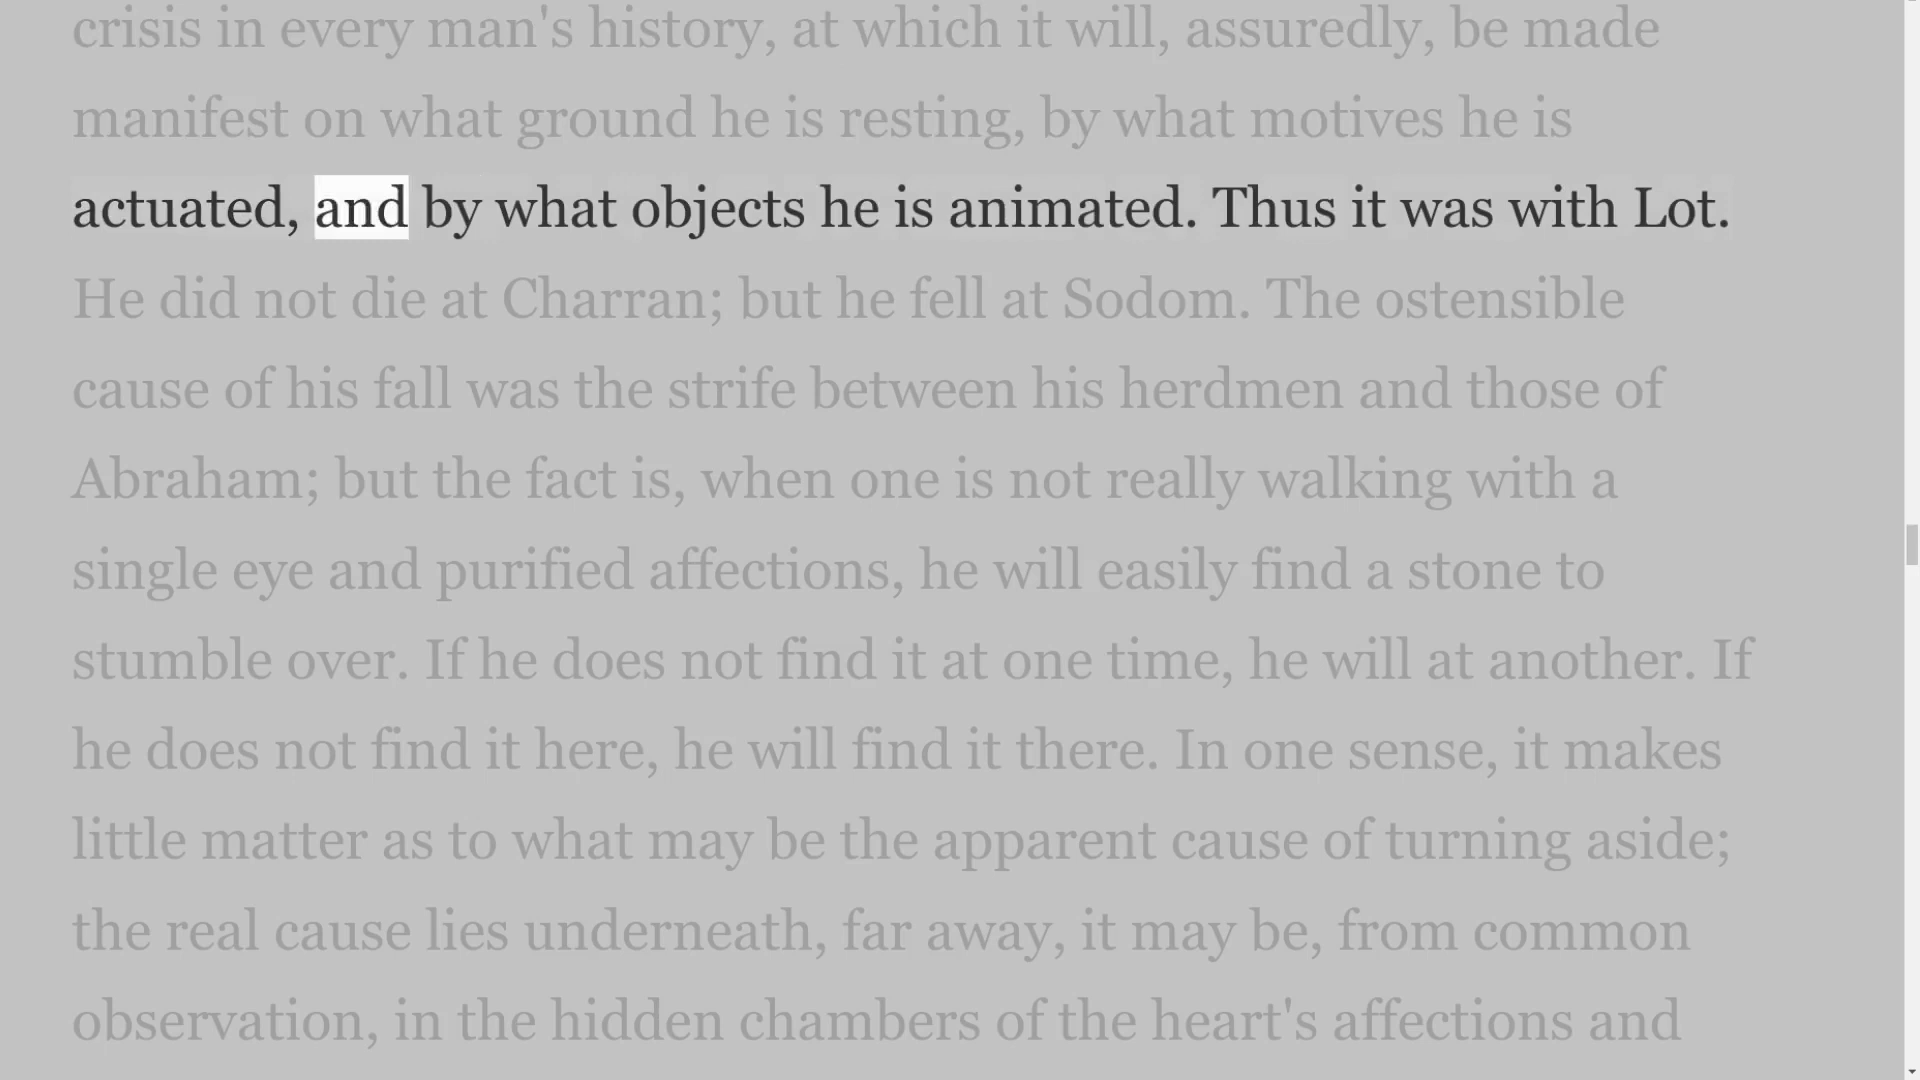 crisis in every man's history, at which it will, assuredly, be made
manifest on what ground he is resting, by what motives he is
actuated, and by what objects he is animated. Thus it was with Lot.
He did not die at Charran; but he fell at Sodom. The ostensible
cause of his fall was the strife between his herdmen and those of
Abraham; but the fact is, when one is not really walking with a
single eye and purified affections, he will easily find a stone to
stumble over. If he does not find it at one time, he will at another. If
he does not find it here, he will find it there. In one sense, it makes
little matter as to what may be the apparent cause of turning aside;
the real cause lies underneath, far away, it may be, from common
observation, in the hidden chambers of the heart's affections and